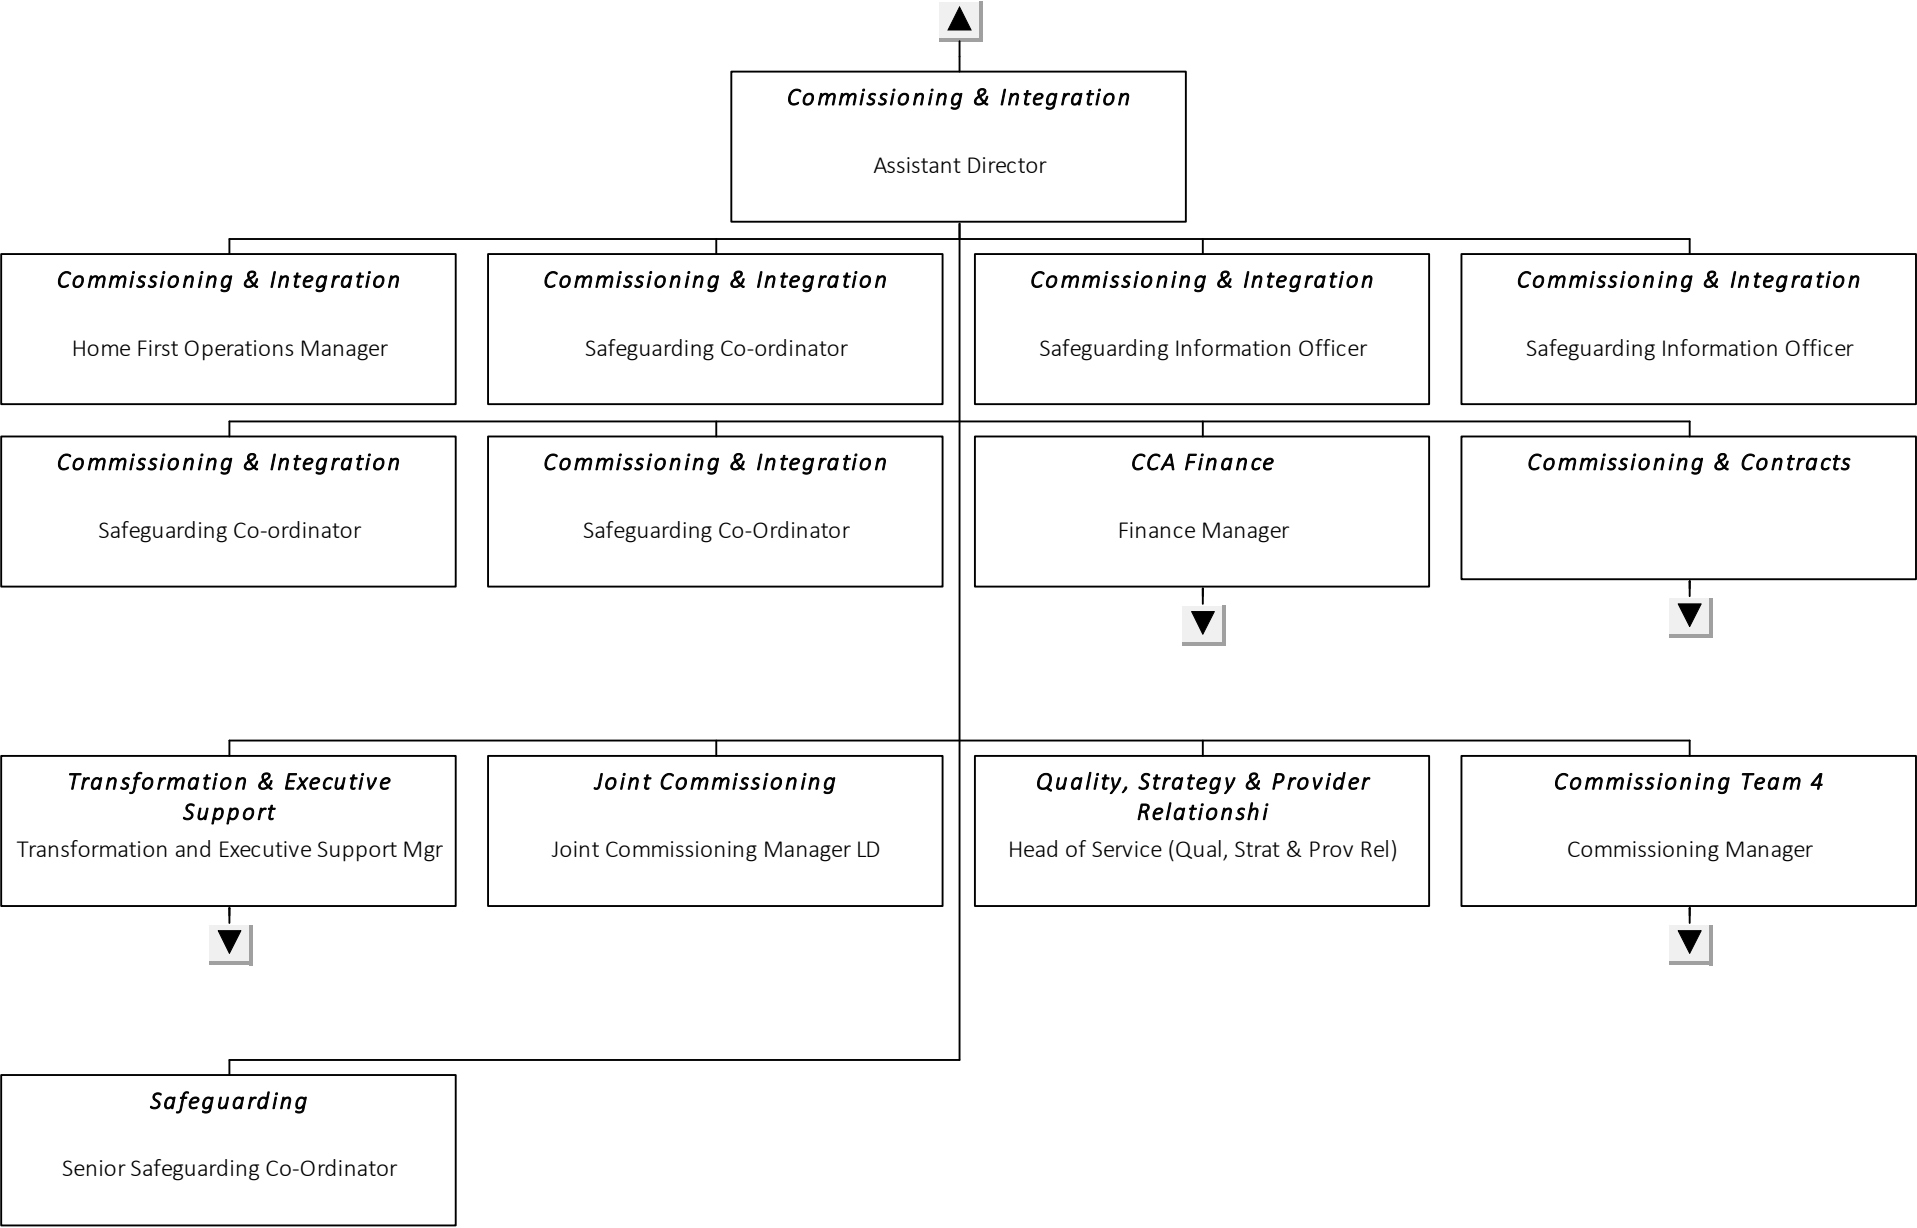 Commissioning & Integration
Assistant Director
Commissioning & Integration
Home First Operations Manager
Commissioning & Integration
Safeguarding Co-ordinator
Commissioning & Integration
Safeguarding Information Officer
Commissioning & Integration
Safeguarding Information Officer
Commissioning & Integration
Safeguarding Co-ordinator
Commissioning & Integration
Safeguarding Co-Ordinator
CCA Finance
Finance Manager
Commissioning & Contracts
Transformation & Executive
Support
Transformation and Executive Support Mgr
Joint Commissioning
Joint Commissioning Manager LD
Quality, Strategy & Provider
Relationshi
Head of Service (Qual, Strat & Prov Rel)
Commissioning Team 4
Commissioning Manager
Safeguarding
Senior Safeguarding Co-Ordinator